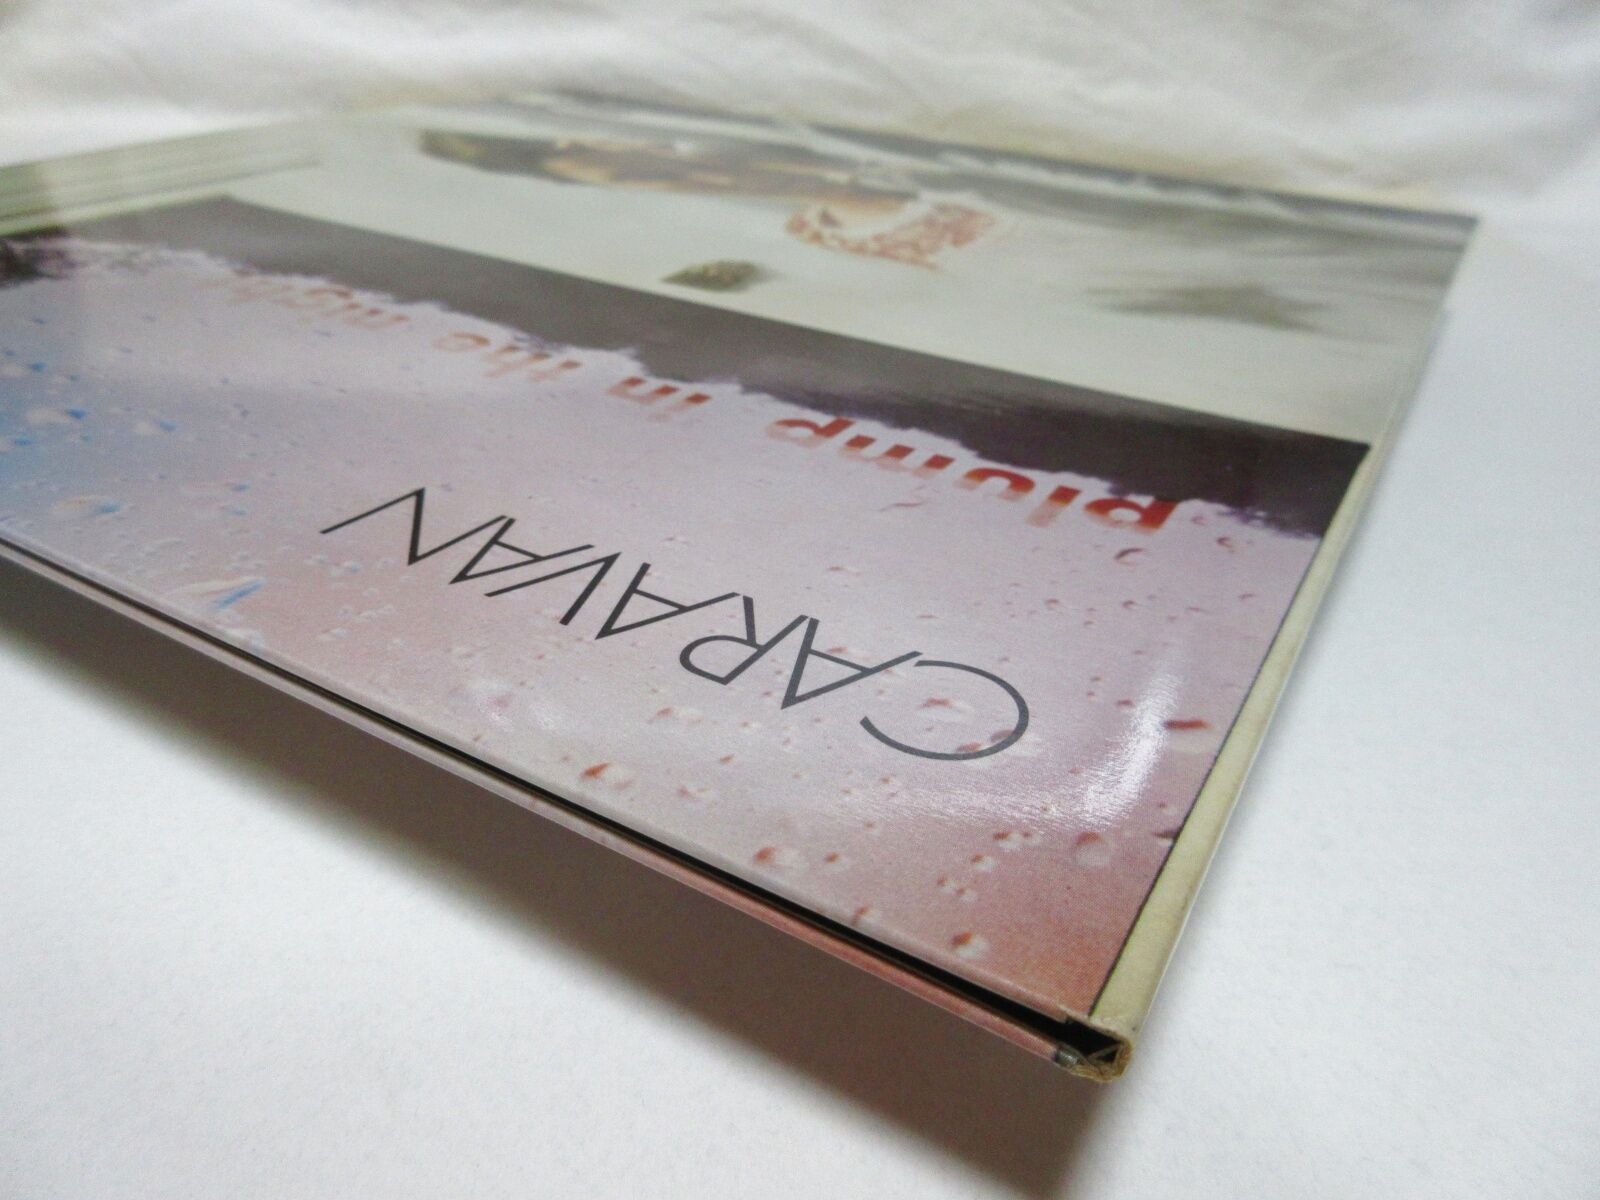 CARAVAN
plump in the night